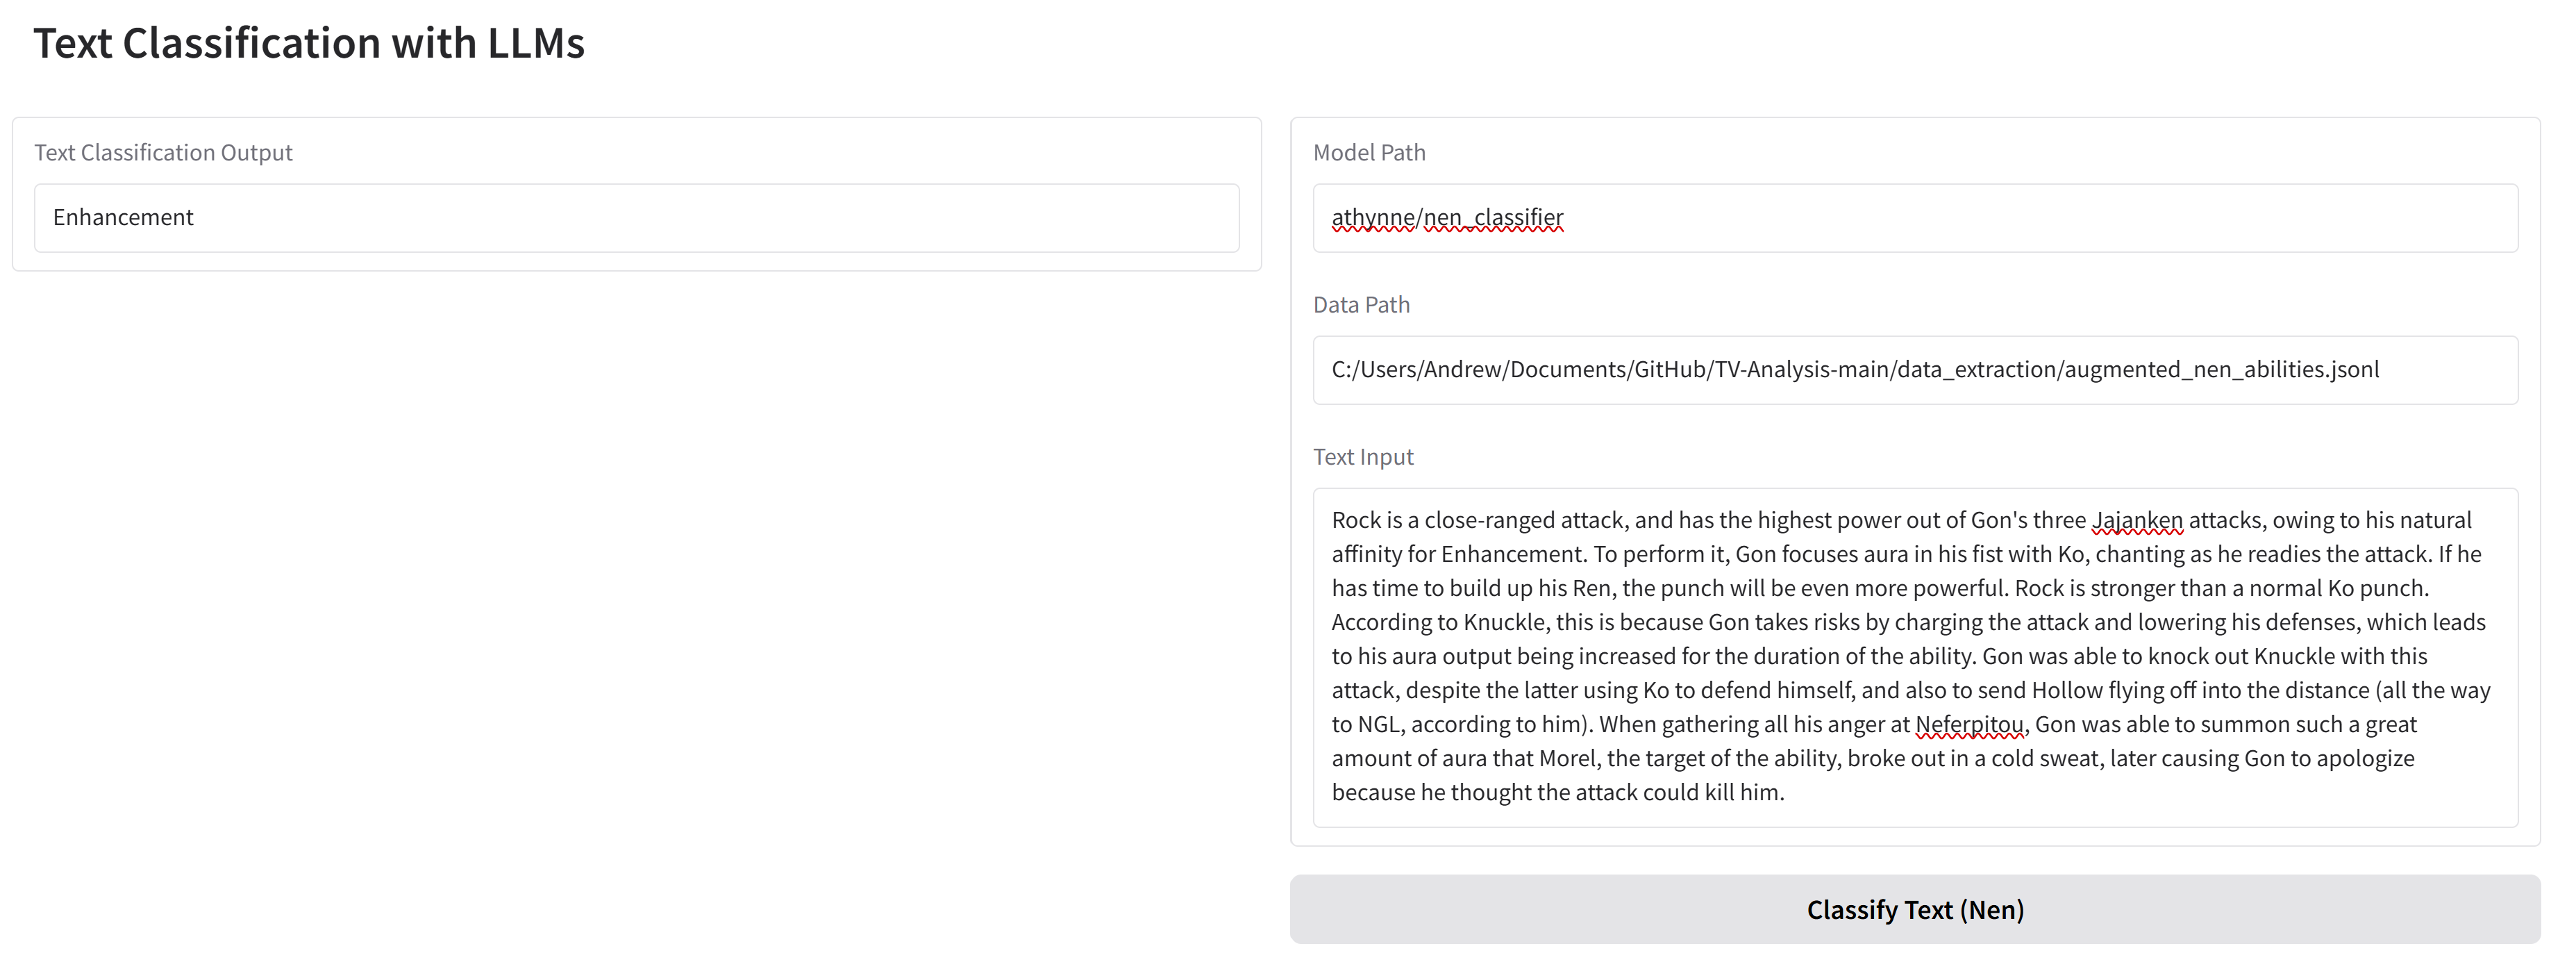 Text Classification with LLMs
Text Classification Output
Enhancement
Model Path
athynne/nen_classifier
Data Path
C:/Users/Andrew/Documents/GitHub/TV-Analysis-main/data_extraction/augmented_nen_abilities.jsonl
Text Input
Rock is a close-ranged attack, and has the highest power out of Gon's three Jajanken attacks, owing to his natural
affinity for Enhancement. To perform it, Gon focuses aura in his fist with Ko, chanting as he readies the attack. If he
has time to build up his Ren, the punch will be even more powerful. Rock is stronger than a normal Ko punch.
According to Knuckle, this is because Gon takes risks by charging the attack and lowering his defenses, which leads
to his aura output being increased for the duration of the ability. Gon was able to knock out Knuckle with this
attack, despite the latter using Ko to defend himself, and also to send Hollow flying off into the distance (all the way
to NGL, according to him). When gathering all his anger at Neferpitou, Gon was able to summon such a great
amount of aura that Morel, the target of the ability, broke out in a cold sweat, later causing Gon to apologize
because he thought the attack could kill him.
Classify Text (Nen)